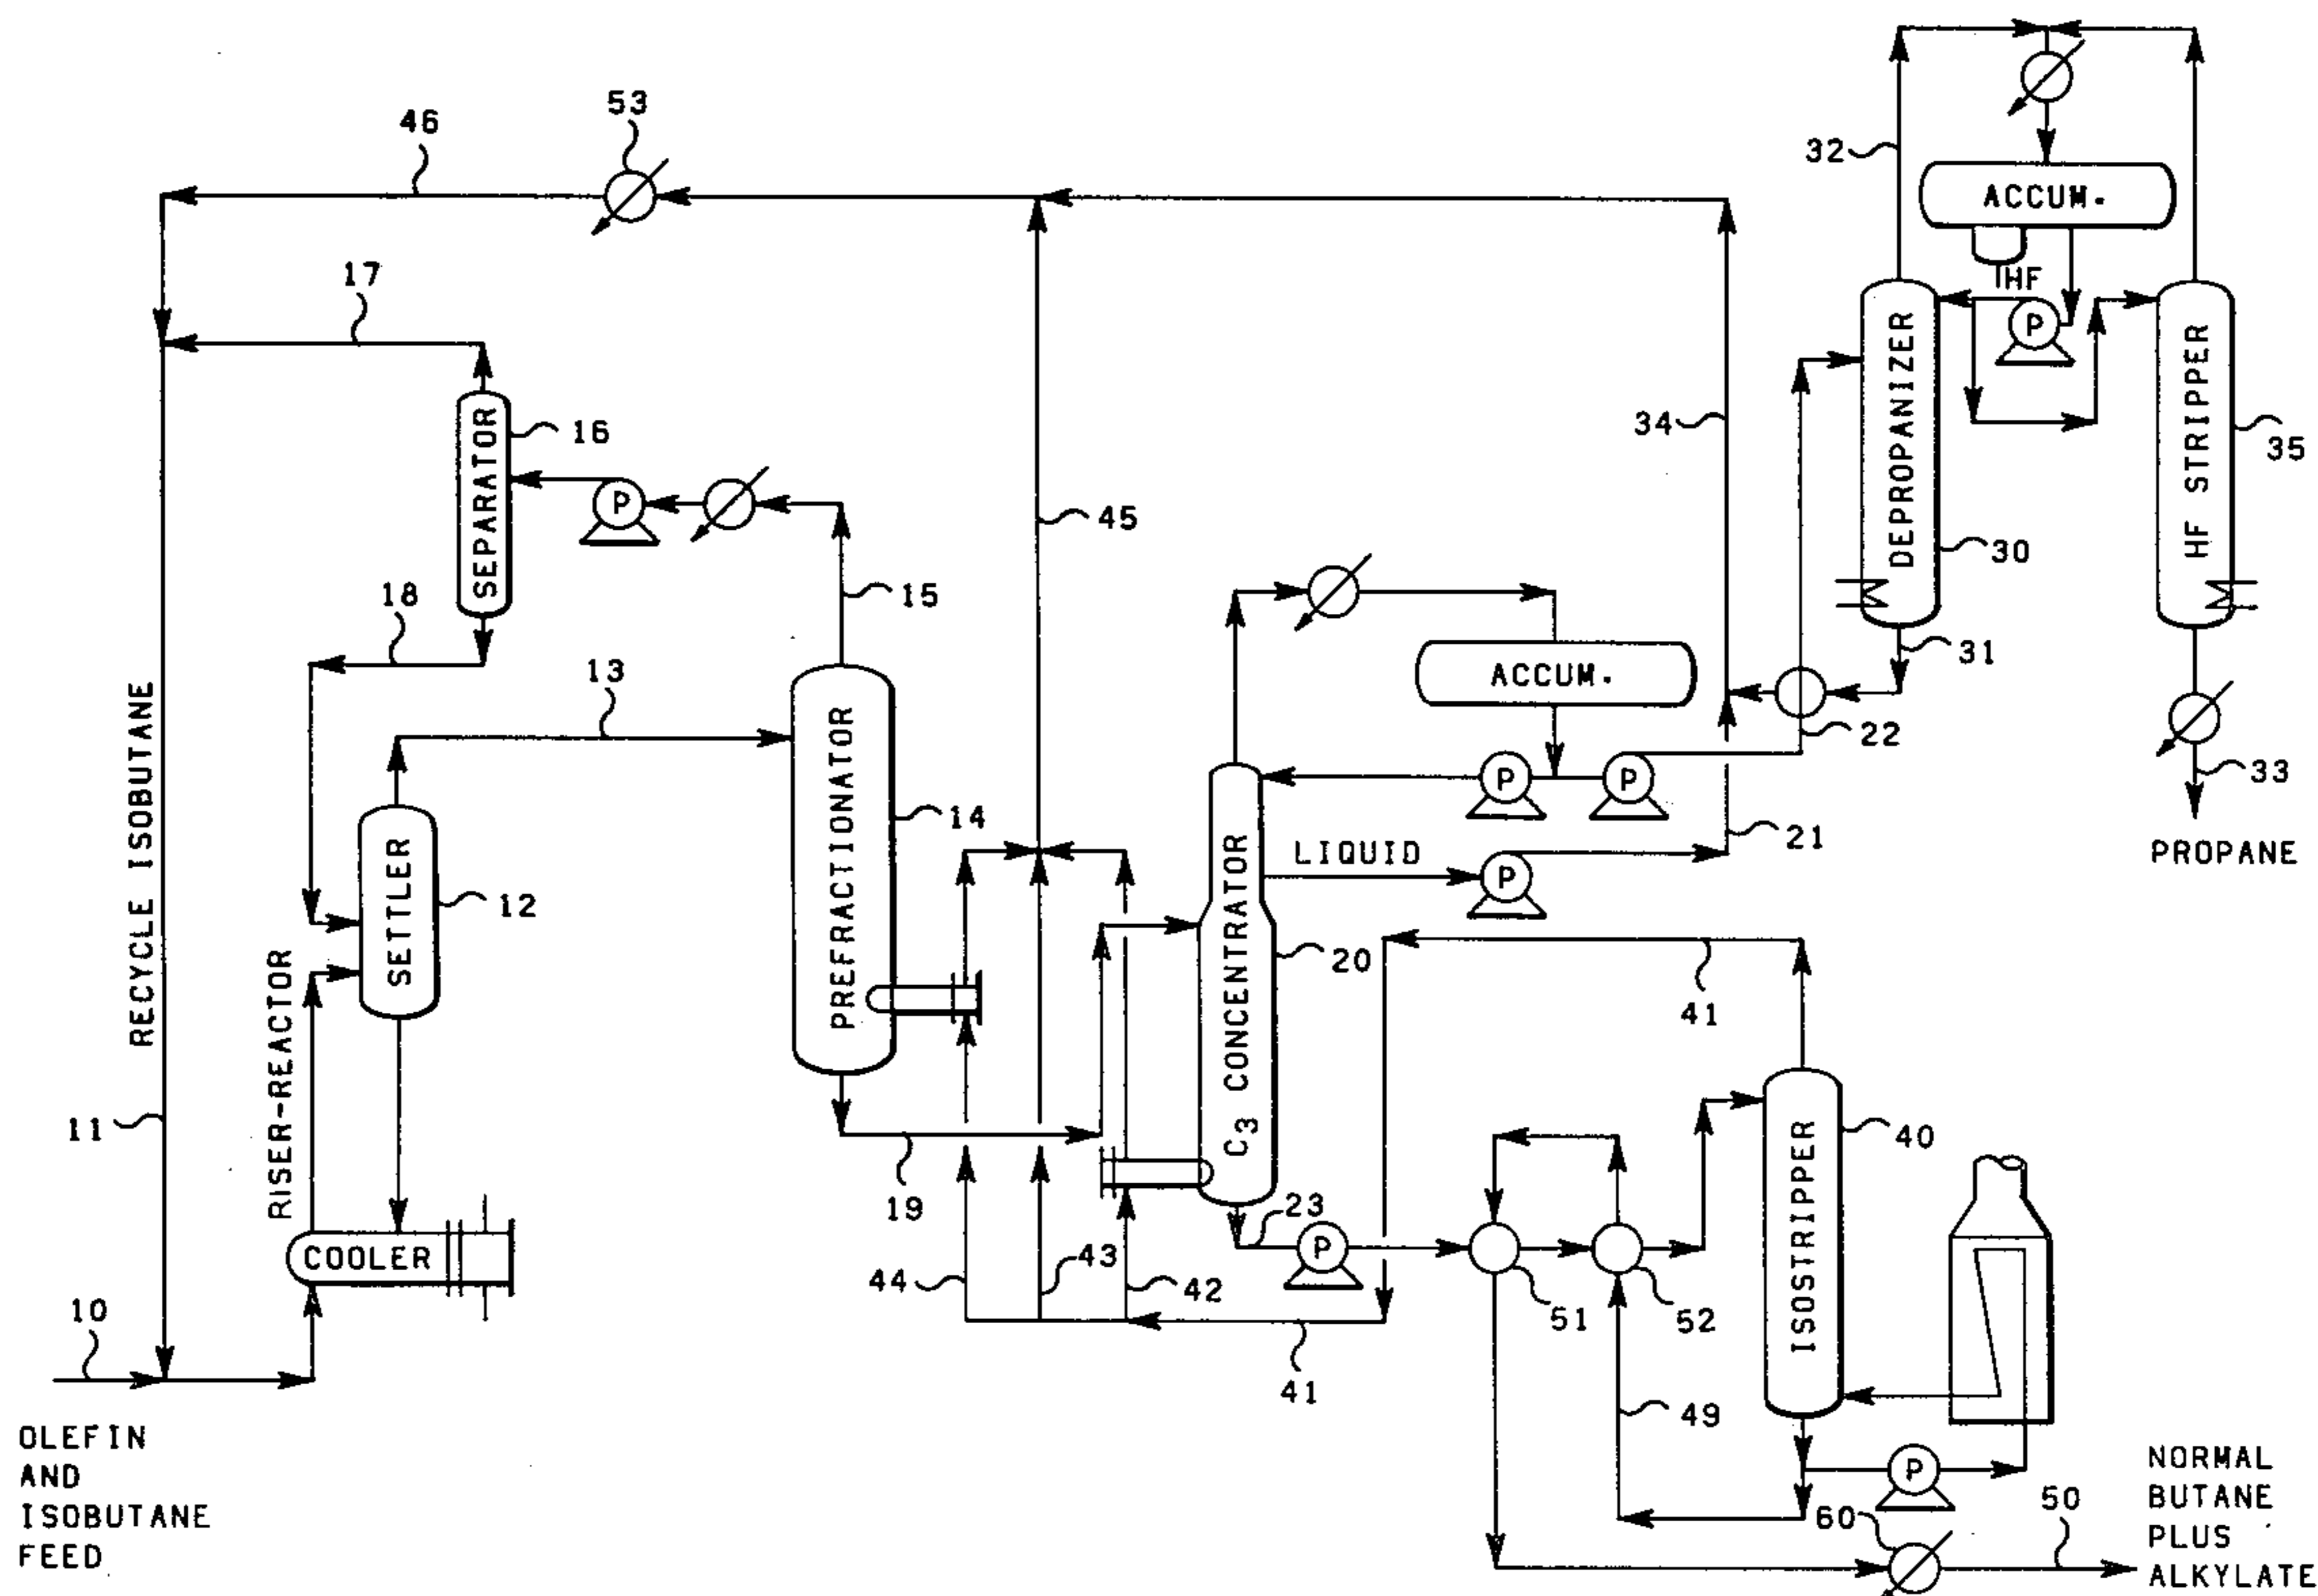 53
46
32
ACCUM.
17
HF
DEPROPANIZER
HF STRIPPER
SEPARATOR
16
P
34
35
P
45
30
18
15
13
ACCUM.
31
RECYCLE ISOBUTANE
PREFRACTIONATOR
22
P
P
33
14
21
SETTLER
LIQUID
PROPANE
12
P
C3 CONCENTRATOR
20
RISER-REACTOR
41
11
ISOSTRIPPER
40
19
23
COOLER
P
44
43
42
51
52
10
41
49
OLEFIN
AND
ISOBUTANE
FEED
P
60
50
NORMAL
BUTANE
PLUS
ALKYLATE